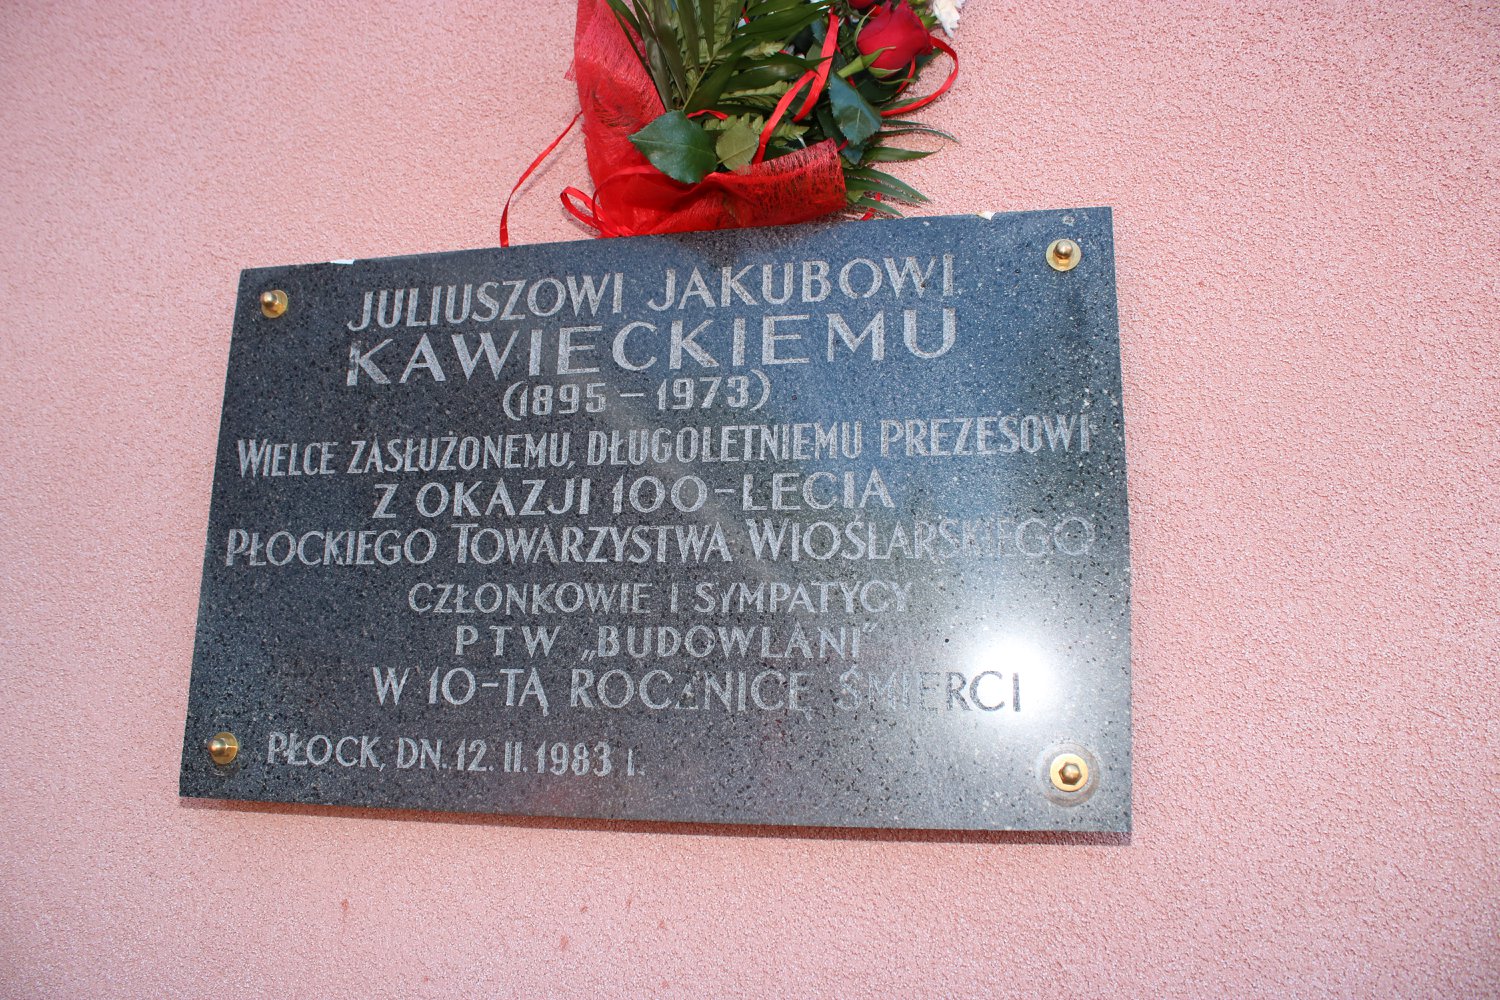 JULIUSZOWI JAKUBOWI
KAWIECKIEMU
(1895 – 1973)
WIELCE ZASŁUŻONEMU, DŁUGOLETNIEMU PREZESOWI
Z OKAZJI 100-LECIA
PŁOCKIEGO TOWARZYSTWA WIOŚLARSKIEGO
CZŁONKOWIE I SYMPATYCY
PTW „BUDOWLANI”
W 10-TĄ ROCZNICĘ ŚMIERCI
PŁOCK, DN. 12. II. 1983 r.